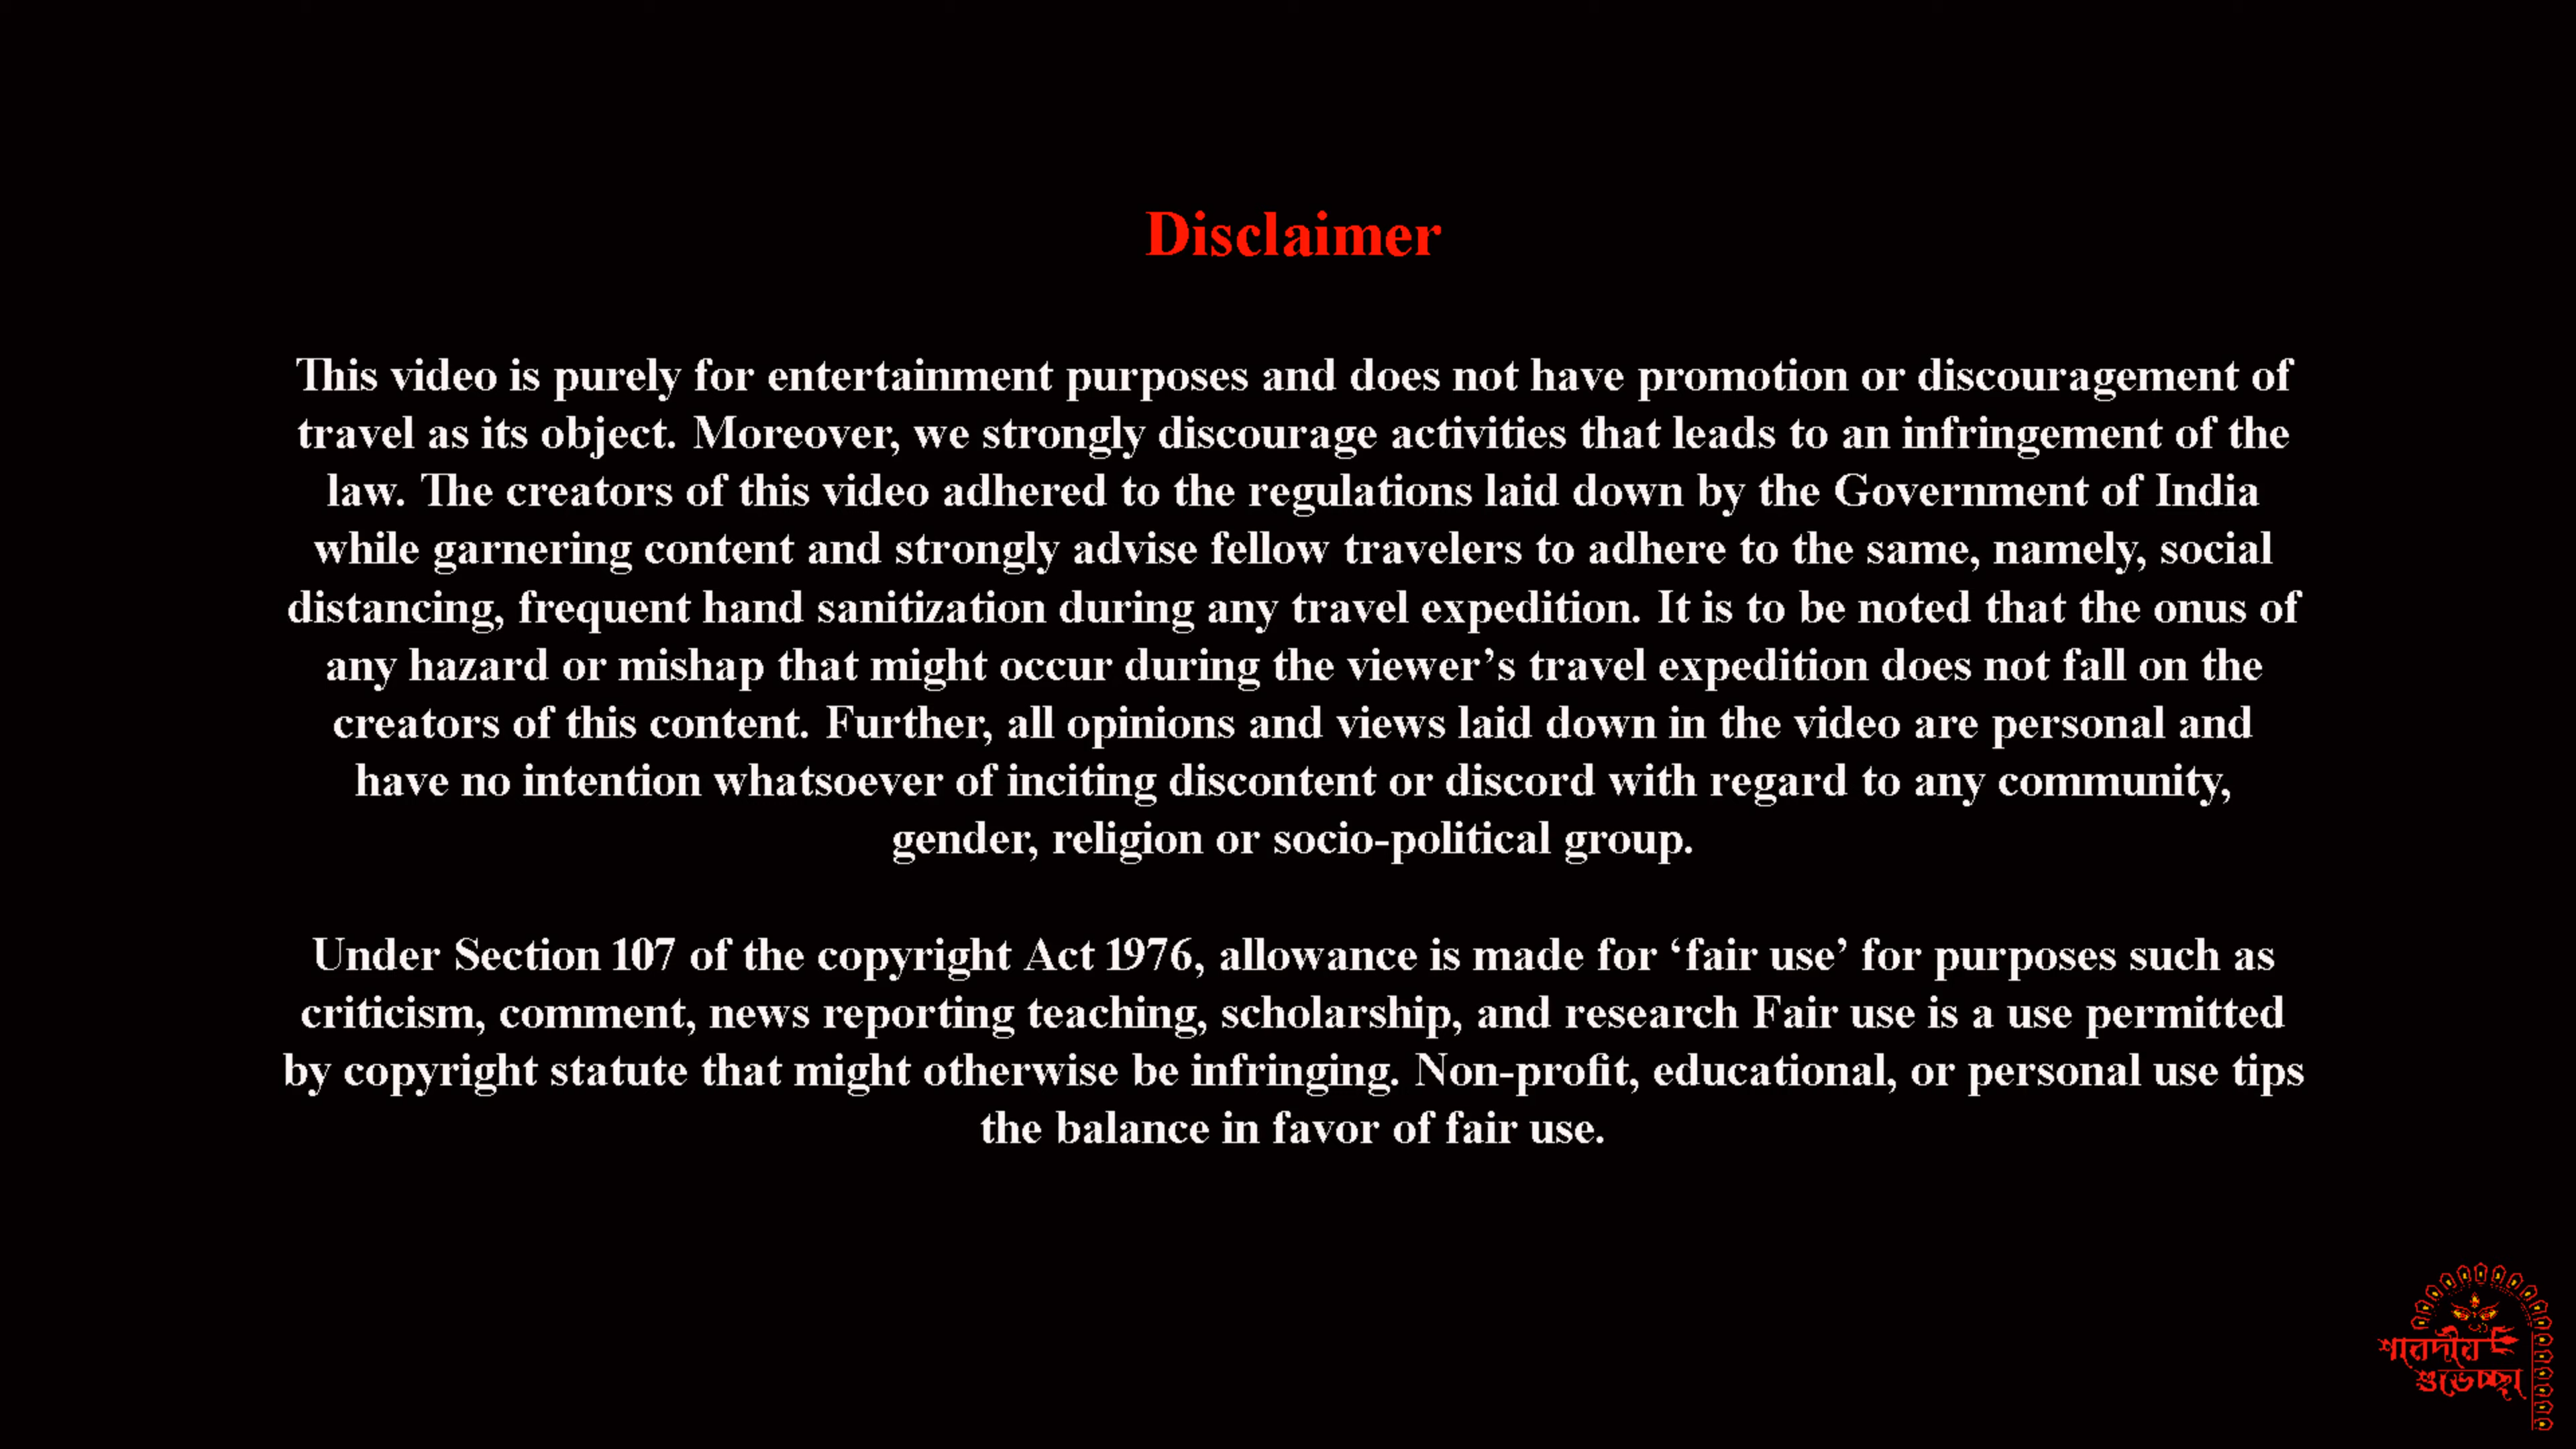 Disclaimer
This video is purely for entertainment purposes and does not have promotion or discouragement of
travel as its object. Moreover, we strongly discourage activities that leads to an infringement of the
law. The creators of this video adhered to the regulations laid down by the Government of India
while garnering content and strongly advise fellow travelers to adhere to the same, namely, social
distancing, frequent hand sanitization during any travel expedition. It is to be noted that the onus of
any hazard or mishap that might occur during the viewer’s travel expedition does not fall on the
creators of this content. Further, all opinions and views laid down in the video are personal and
have no intention whatsoever of inciting discontent or discord with regard to any community,
gender, religion or socio-political group.
Under Section 107 of the copyright Act 1976, allowance is made for ‘fair use’ for purposes such as
criticism, comment, news reporting teaching, scholarship, and research Fair use is a use permitted
by copyright statute that might otherwise be infringing. Non-profit, educational, or personal use tips
the balance in favor of fair use.
শারদীয়
শুভেচ্ছা